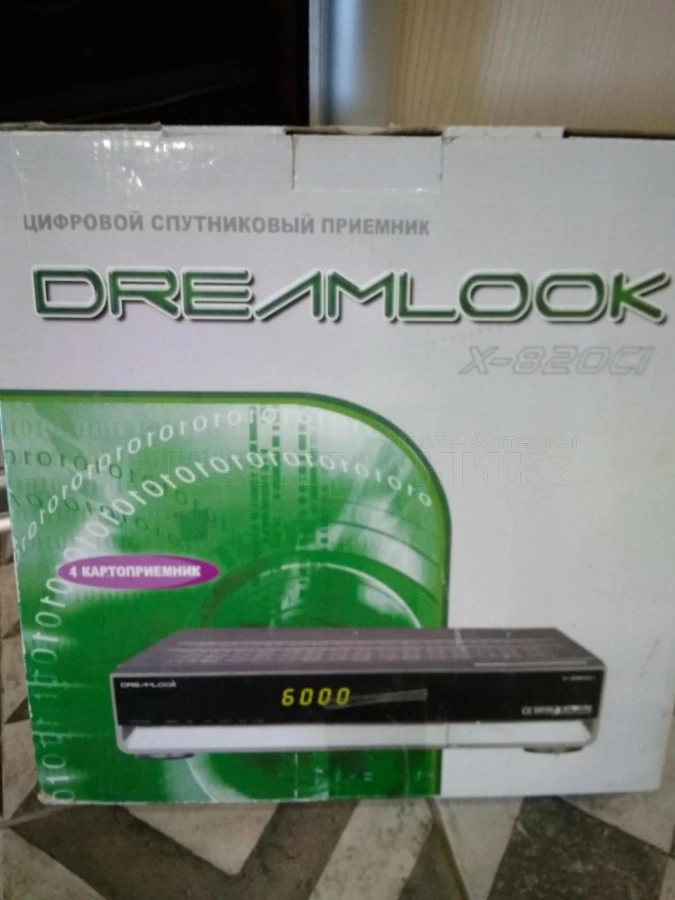 ЦИФРОВОЙ СПУТНИКОВЫЙ ПРИЕМНИК
DREAMLOOK
X-820CI
4 КАРТОПРИЕМНИК
DREAMLOOK
6000